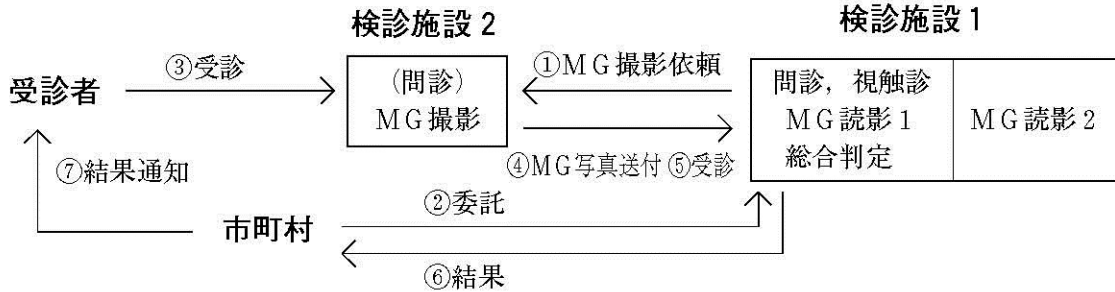 検診施設2
検診施設1
③受診
①MG撮影依頼
受診者
(問診)
MG撮影
問診,視触診
MG読影1
総合判定
MG読影2
④MG写真送付 ⑤受診
⑦結果通知
②委託
市町村
⑥結果